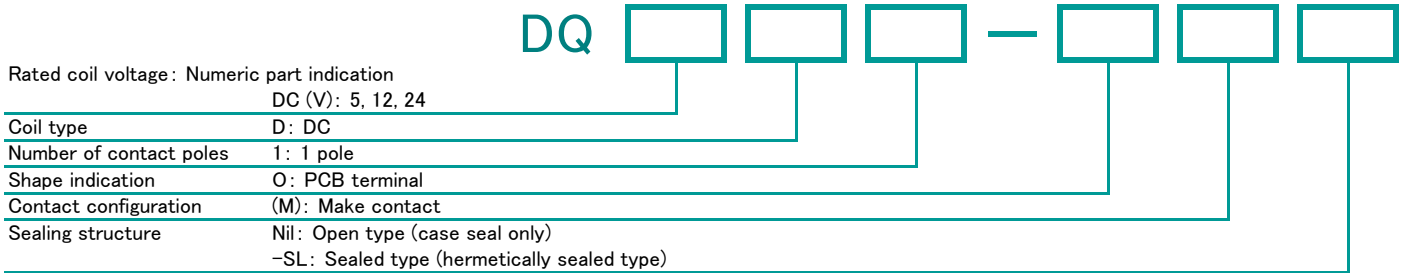 DQ —
Rated coil voltage: Numeric part indication
DC (V): 5, 12, 24
Coil type D: DC
Number of contact poles 1: 1 pole
Shape indication O: PCB terminal
Contact configuration (M): Make contact
Sealing structure Nil: Open type (case seal only)
-SL: Sealed type (hermetically sealed type)